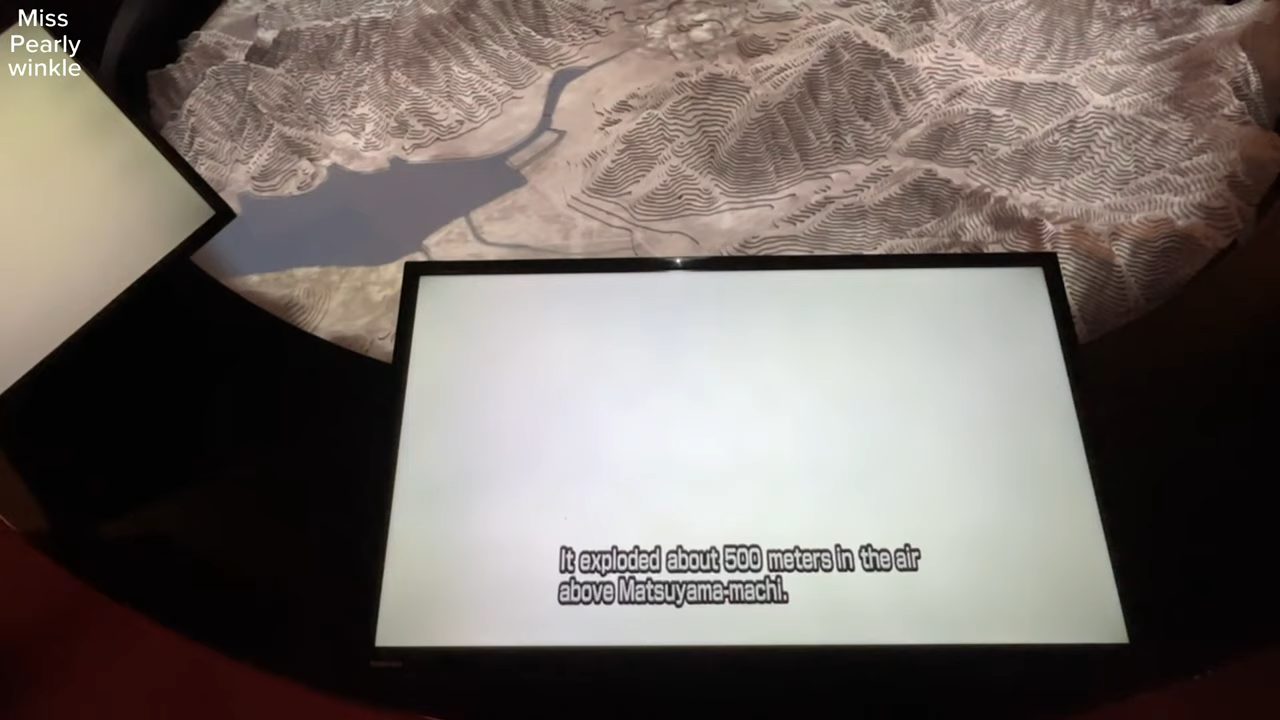 Miss
Pearly
winkle
It exploded about 500 meters in the air
above Matsuyama-machi.